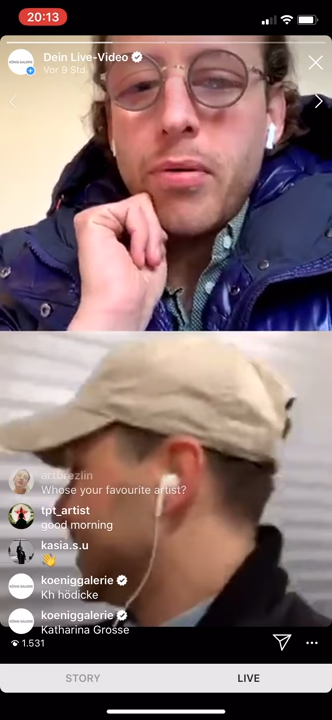 20:13
Dein Live-Video
Vor 9 Std.
artbrezlin
Whose your favourite artist?
tpt_artist
good morning
kasia.s.u
👋
koeniggalerie
Kh hödicke
koeniggalerie
Katharina Grosse
1.531
STORY
LIVE